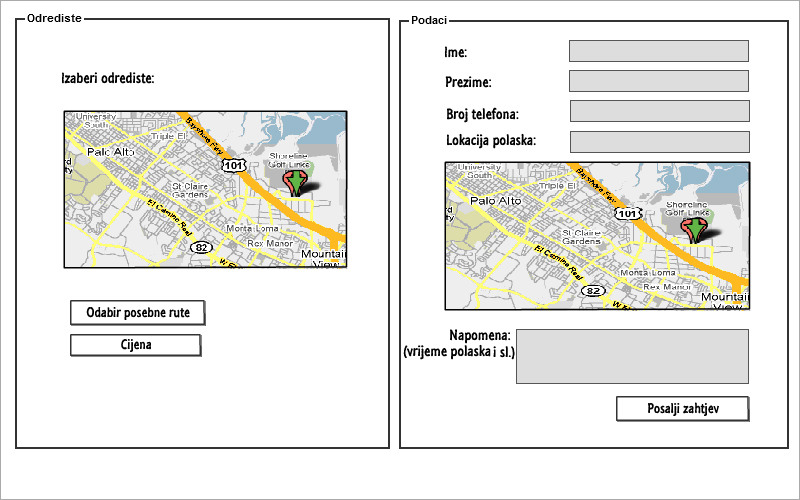 Odrediste
Izaberi odrediste:
University
South
Bayshore Fwy
Triple El
Palo Alto
101
Shoreline
Golf Links
St Claire
Gardens
El Camino Real
Monta Loma
82
Rex Manor
Mountain
View
Odabir posebne rute
Cijena
Podaci
Ime:
Prezime:
Broj telefona:
Lokacija polaska:
University
South
Bayshore Fwy
Triple El
Palo Alto
Shoreline
Golf Links
101
St Claire
Gardens
El Camino Real
Monta Loma
82
Rex Manor
Mountain
View
Napomena:
(vrijeme polaska i sl.)
Posalji zahtjev